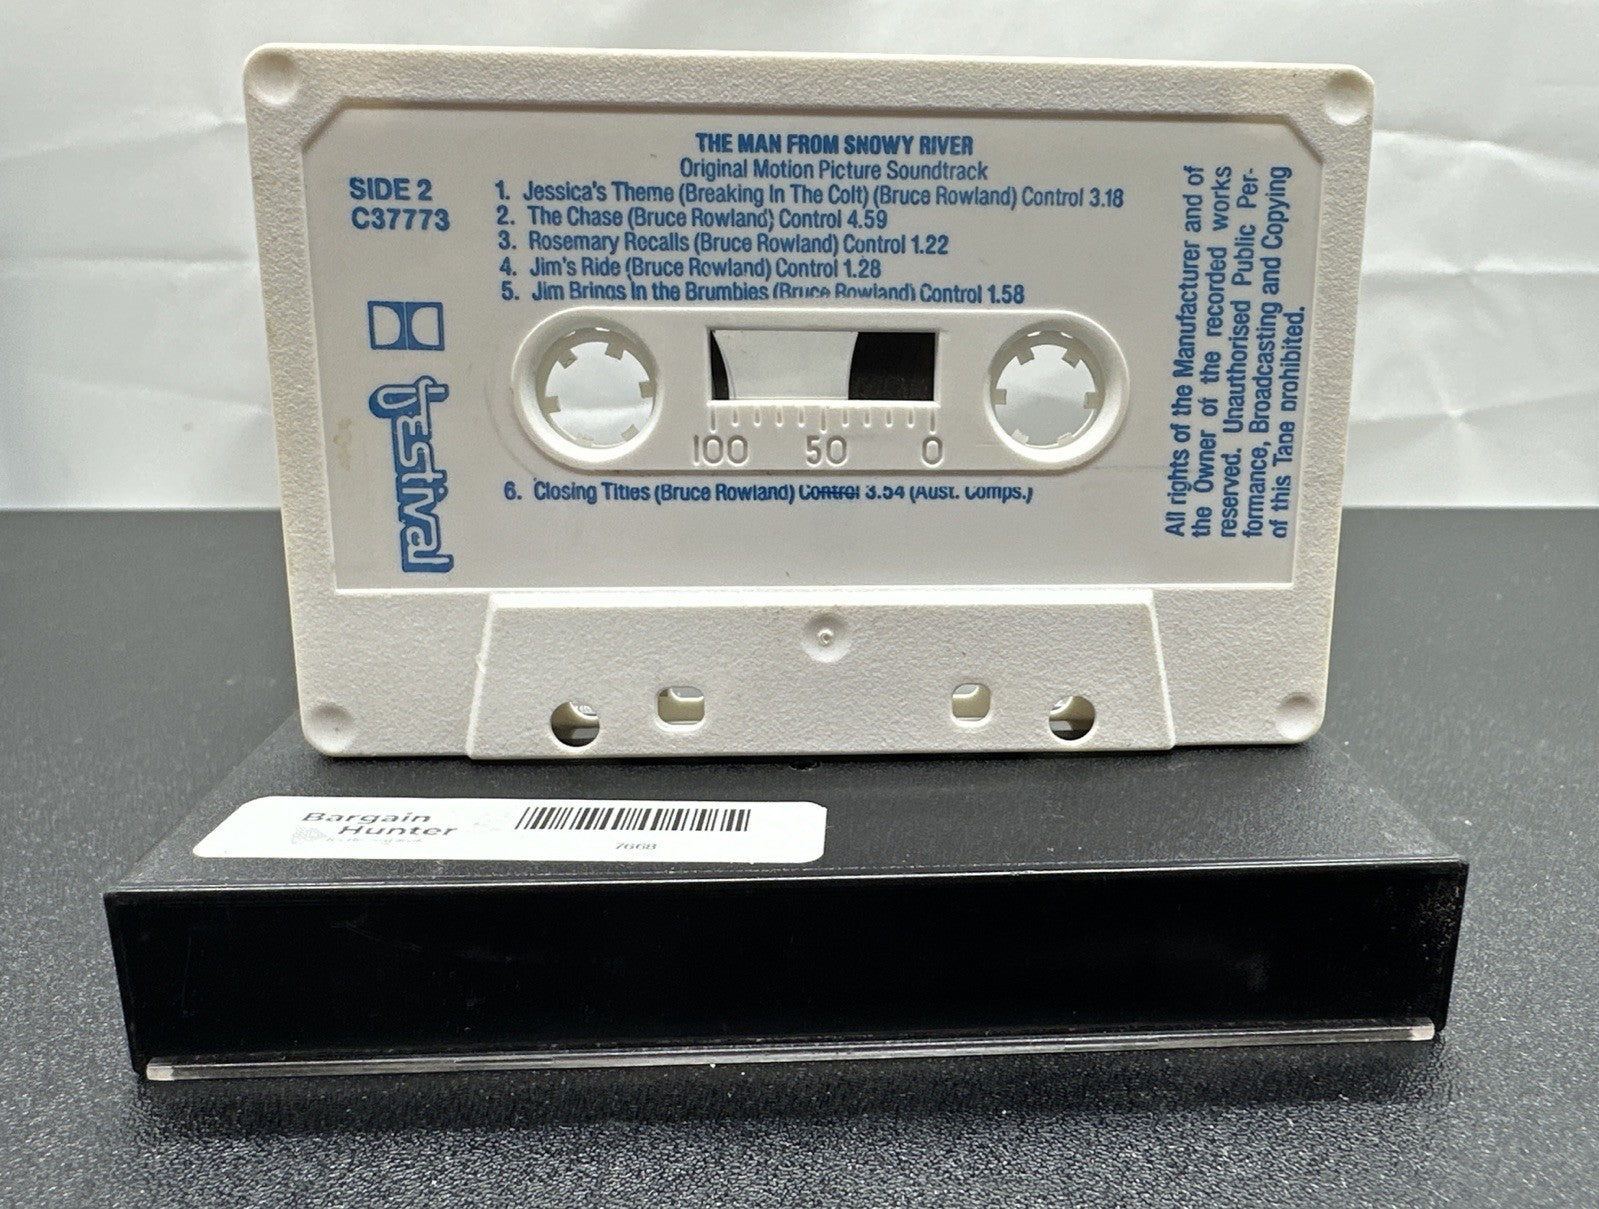 THE MAN FROM SNOWY RIVER
Original Motion Picture Soundtrack
SIDE 2
C37773
1. Jessica's Theme (Breaking In The Colt) (Bruce Rowland) Control 3.18
2. The Chase (Bruce Rowland) Control 4.59
3. Rosemary Recalls (Bruce Rowland) Control 1.22
4. Jim's Ride (Bruce Rowland) Control 1.28
5. Jim Brings In the Brumbies (Bruce Rowland) Control 1.58
100 50 0
6. Closing Titles (Bruce Rowland) Control 3.54 (Aust. Comps.)
Festival
All rights of the Manufacturer and of
the Owner of the recorded works
reserved. Unauthorised Public Per-
formance, Broadcasting and Copying
of this Tape prohibited.
C
Bargain
Hunter
7668